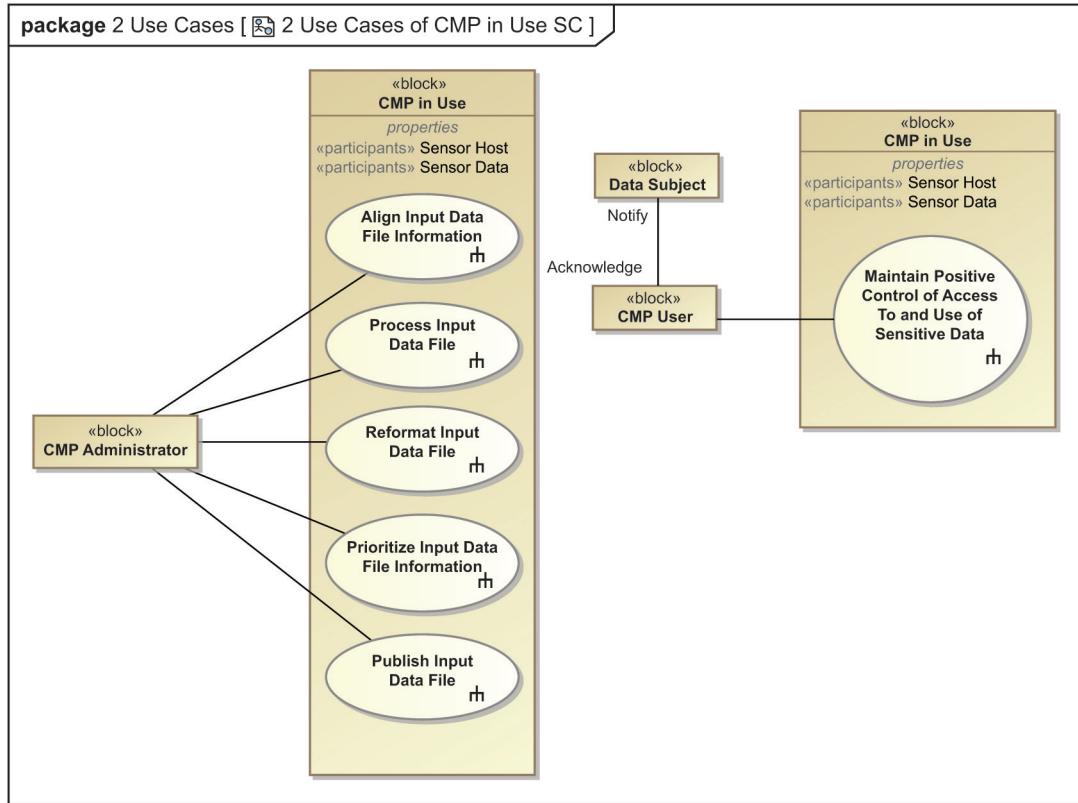 package 2 Use Cases [ 2 Use Cases of CMP in Use SC ]
«block»
CMP in Use
properties
«participants» Sensor Host
«participants» Sensor Data
Align Input Data
File Information
Process Input
Data File
Reformat Input
Data File
Prioritize Input Data
File Information
Publish Input
Data File
«block»
CMP Administrator
«block»
Data Subject
Notify
Acknowledge
«block»
CMP User
«block»
CMP in Use
properties
«participants» Sensor Host
«participants» Sensor Data
Maintain Positive
Control of Access
To and Use of
Sensitive Data